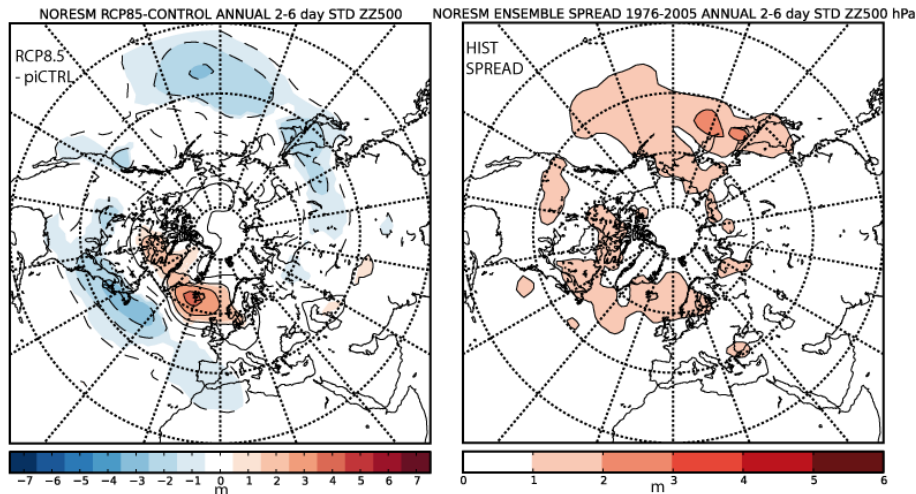 NORESM RCP85-CONTROL ANNUAL 2-6 day STD ZZ500
RCP8.5
- piCTRL
−7 −6 −5 −4 −3 −2 −1 0 1 2 3 4 5 6 7
m
NORESM ENSEMBLE SPREAD 1976-2005 ANNUAL 2-6 day STD ZZ500 hPa
HIST
SPREAD
0 1 2 3 4 5 6
m